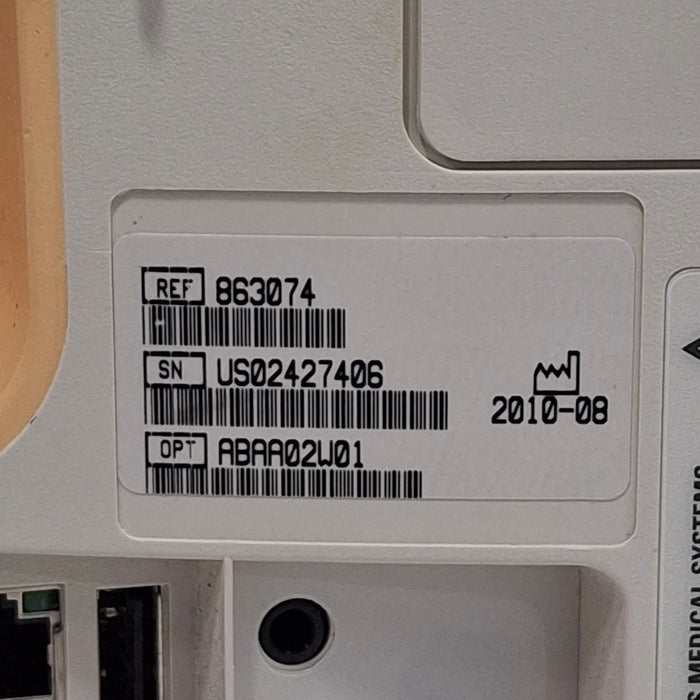 REF 863074
SN US02427406
2010-08
OPT ABAA02W01
MEDICAL SYSTEMS